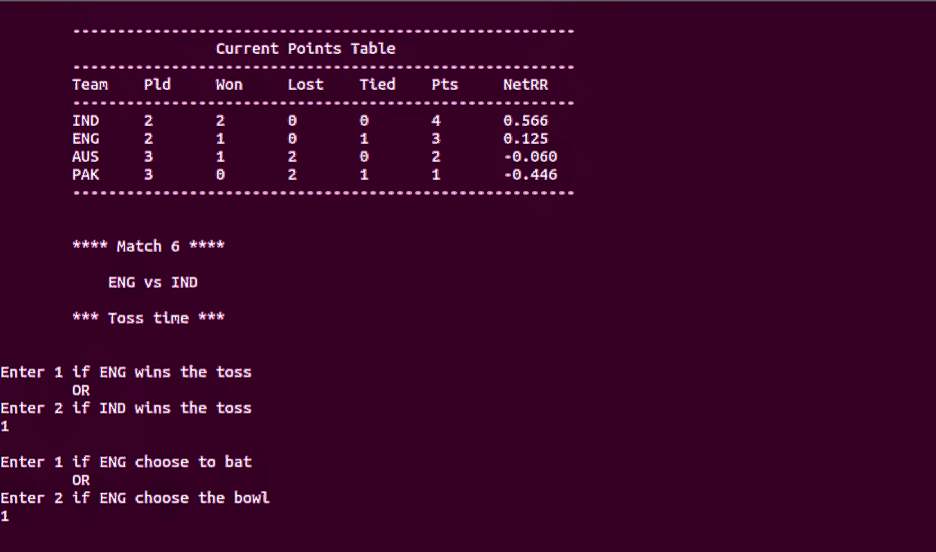 --------------------------------------------------------
Current Points Table
--------------------------------------------------------
Team Pld Won Lost Tied Pts NetRR
--------------------------------------------------------
IND 2 2 0 0 4 0.566
ENG 2 1 0 1 3 0.125
AUS 3 1 2 0 2 -0.060
PAK 3 0 2 1 1 -0.446
--------------------------------------------------------
**** Match 6 ****
ENG vs IND
*** Toss time ***
Enter 1 if ENG wins the toss
OR
Enter 2 if IND wins the toss
1
Enter 1 if ENG choose to bat
OR
Enter 2 if ENG choose the bowl
1